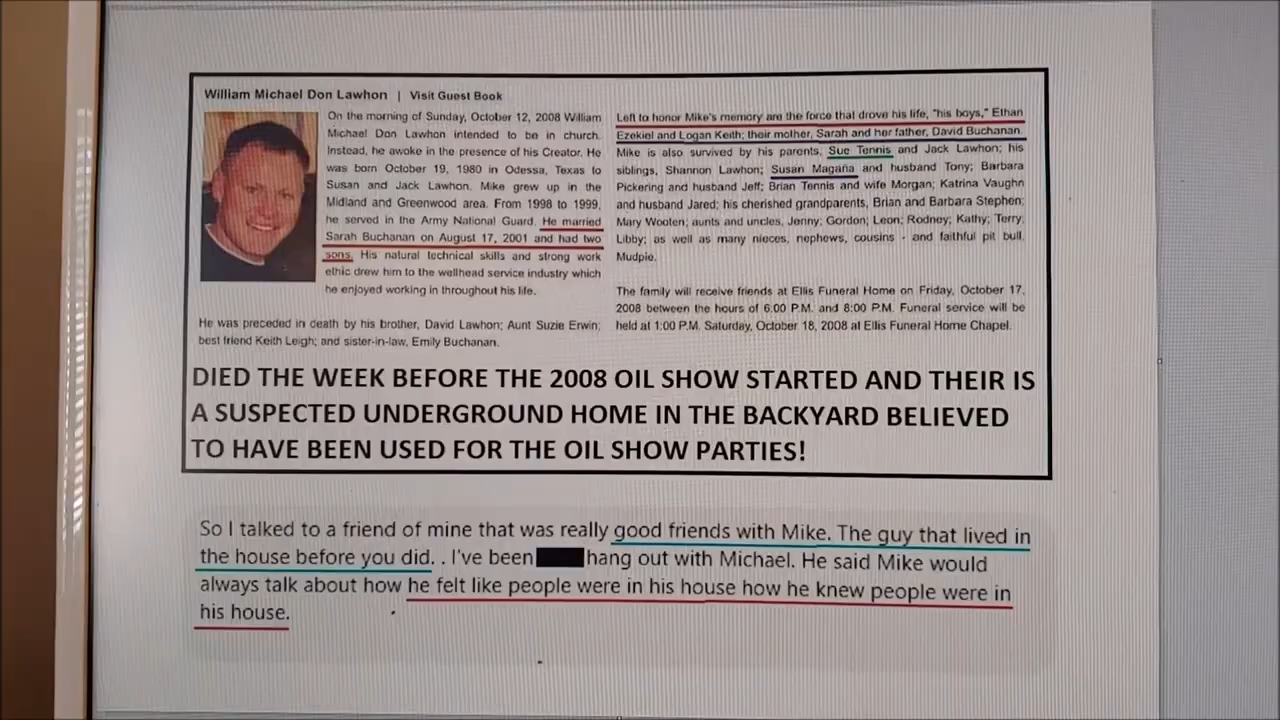 William Michael Don Lawhon | Visit Guest Book
On the morning of Sunday, October 12, 2008 William
Michael Don Lawhon intended to be in church.
Instead, he awoke in the presence of his Creator. He
was born October 19, 1980 in Odessa, Texas to
Susan and Jack Lawhon. Mike grew up in the
Midland and Greenwood area. From 1998 to 1999,
he served in the Army National Guard. He married
Sarah Buchanan on August 17, 2001 and had two
sons. His natural technical skills and strong work
ethic drew him to the wellhead service industry which
he enjoyed working in throughout his life.
He was preceded in death by his brother, David Lawhon; Aunt Suzie Erwin;
best friend Keith Leigh; and sister-in-law, Emily Buchanan.
Left to honor Mike's memory are the force that drove his life, "his boys," Ethan
Ezekiel and Logan Keith; their mother, Sarah and her father, David Buchanan.
Mike is also survived by his parents, Sue Tennis and Jack Lawhon; his
siblings, Shannon Lawhon; Susan Magaña and husband Tony; Barbara
Pickering and husband Jeff; Brian Tennis and wife Morgan; Katrina Vaughn
and husband Jared; his cherished grandparents, Brian and Barbara Stephen;
Mary Wooten; aunts and uncles, Jenny; Gordon; Leon; Rodney; Kathy; Terry;
Libby; as well as many nieces, nephews, cousins - and faithful pit bull,
Mudpie.
The family will receive friends at Ellis Funeral Home on Friday, October 17,
2008 between the hours of 6:00 P.M. and 8:00 P.M. Funeral service will be
held at 1:00 P.M. Saturday, October 18, 2008 at Ellis Funeral Home Chapel.
DIED THE WEEK BEFORE THE 2008 OIL SHOW STARTED AND THEIR IS
A SUSPECTED UNDERGROUND HOME IN THE BACKYARD BELIEVED
TO HAVE BEEN USED FOR THE OIL SHOW PARTIES!
So I talked to a friend of mine that was really good friends with Mike. The guy that lived in
the house before you did. . I've been hang out with Michael. He said Mike would
always talk about how he felt like people were in his house how he knew people were in
his house.